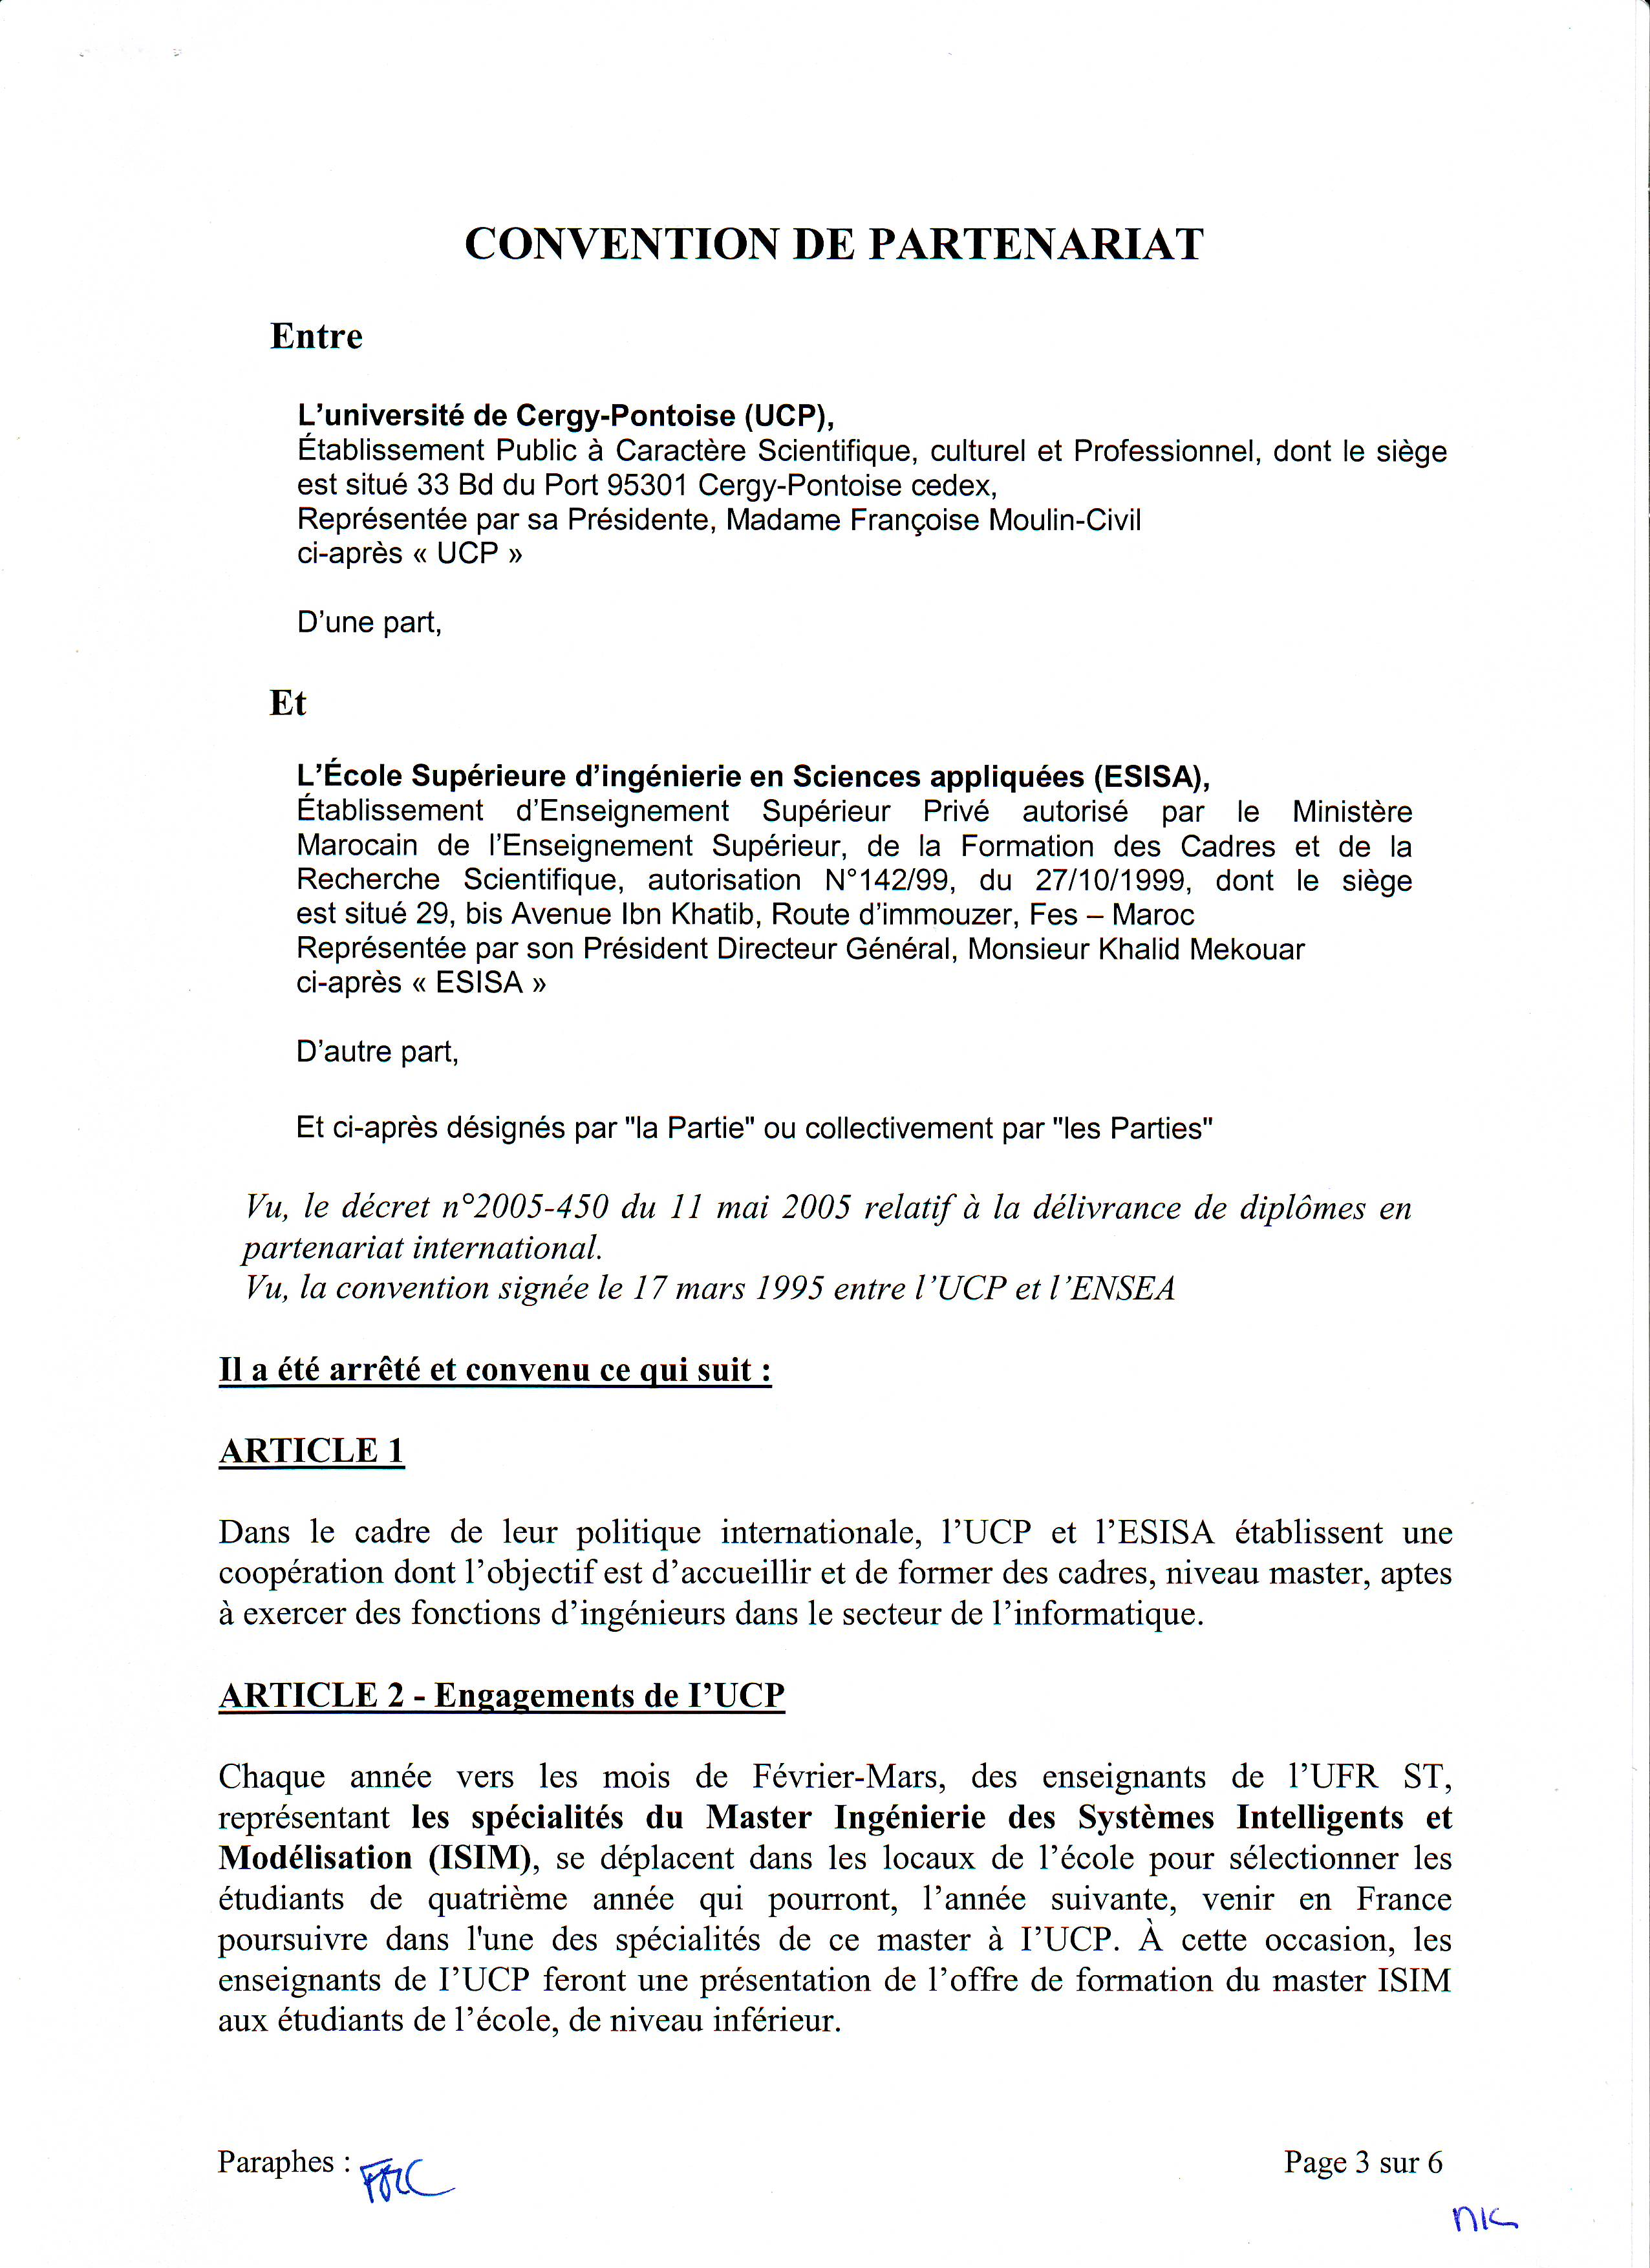 CONVENTION DE PARTENARIAT
Entre
L’université de Cergy-Pontoise (UCP),
Établissement Public à Caractère Scientifique, culturel et Professionnel, dont le siège
est situé 33 Bd du Port 95301 Cergy-Pontoise cedex,
Représentée par sa Présidente, Madame Françoise Moulin-Civil
ci-après « UCP »
D’une part,
Et
L’École Supérieure d’ingénierie en Sciences appliquées (ESISA),
Établissement d’Enseignement Supérieur Privé autorisé par le Ministère
Marocain de l’Enseignement Supérieur, de la Formation des Cadres et de la
Recherche Scientifique, autorisation N°142/99, du 27/10/1999, dont le siège
est situé 29, bis Avenue Ibn Khatib, Route d’immouzer, Fes – Maroc
Représentée par son Président Directeur Général, Monsieur Khalid Mekouar
ci-après « ESISA »
D’autre part,
Et ci-après désignés par "la Partie" ou collectivement par "les Parties"
Vu, le décret n°2005-450 du 11 mai 2005 relatif à la délivrance de diplômes en
partenariat international.
Vu, la convention signée le 17 mars 1995 entre l’UCP et l’ENSEA
Il a été arrêté et convenu ce qui suit :
ARTICLE 1
Dans le cadre de leur politique internationale, l’UCP et l’ESISA établissent une
coopération dont l’objectif est d’accueillir et de former des cadres, niveau master, aptes
à exercer des fonctions d’ingénieurs dans le secteur de l’informatique.
ARTICLE 2 - Engagements de I’UCP
Chaque année vers les mois de Février-Mars, des enseignants de l’UFR ST,
représentant les spécialités du Master Ingénierie des Systèmes Intelligents et
Modélisation (ISIM), se déplacent dans les locaux de l’école pour sélectionner les
étudiants de quatrième année qui pourront, l’année suivante, venir en France
poursuivre dans l'une des spécialités de ce master à I’UCP. À cette occasion, les
enseignants de I’UCP feront une présentation de l’offre de formation du master ISIM
aux étudiants de l’école, de niveau inférieur.
Paraphes :
Page 3 sur 6